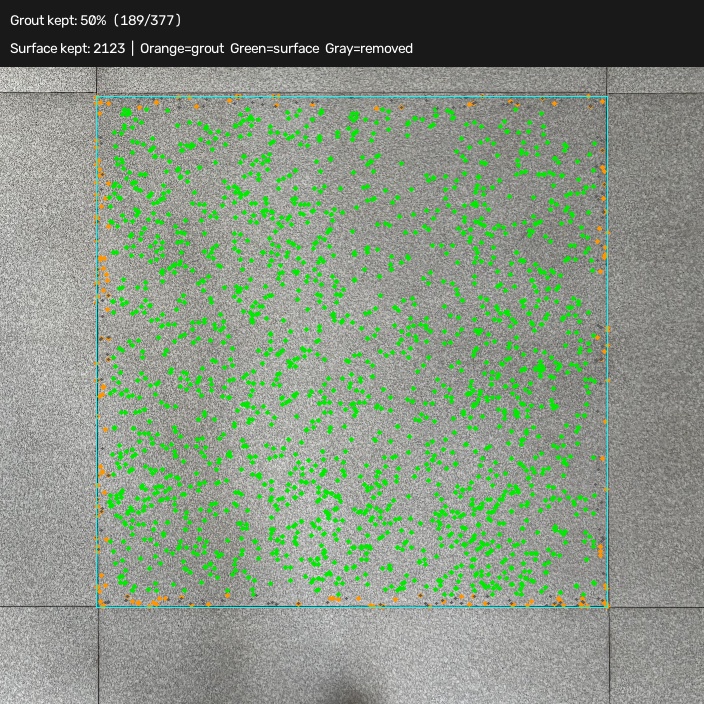 Grout kept: 50%  (189/377)
Surface kept: 2123 | Orange=grout  Green=surface  Gray=removed